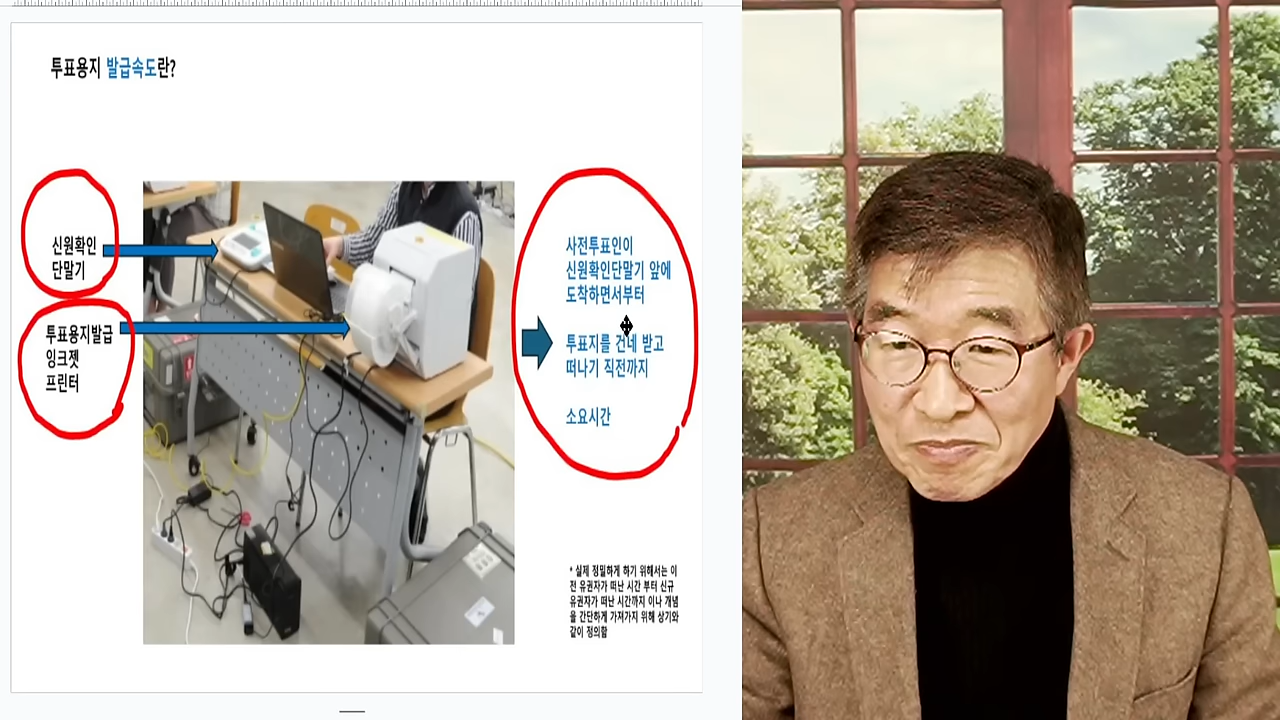 투표용지 발급속도란?
신원확인
단말기
투표용지발급
잉크젯
프린터
사전투표인이
신원확인단말기 앞에
도착하면서부터
투표지를 건네 받고
떠나기 직전까지
소요시간
* 실제 정밀하게 하기 위해서는 이
전 유권자가 떠난 시간 부터 신규
유권자가 떠난 시간까지 이나 개념
을 간단하게 가져가지 위해 상기와
같이 정의함